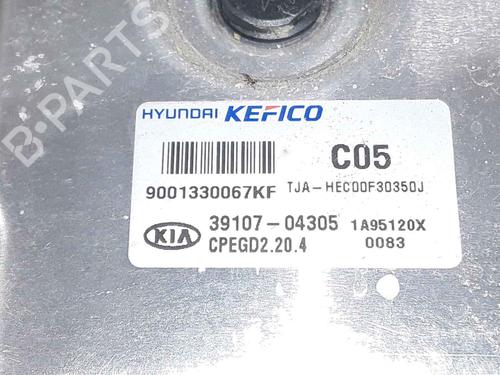 B-PARTS
HYUNDAI KEFICO
C05
9001330067KF TJA-HEC00F30350J
KIA 39107-04305 1A95120X
CPEGD2.20.4 0083